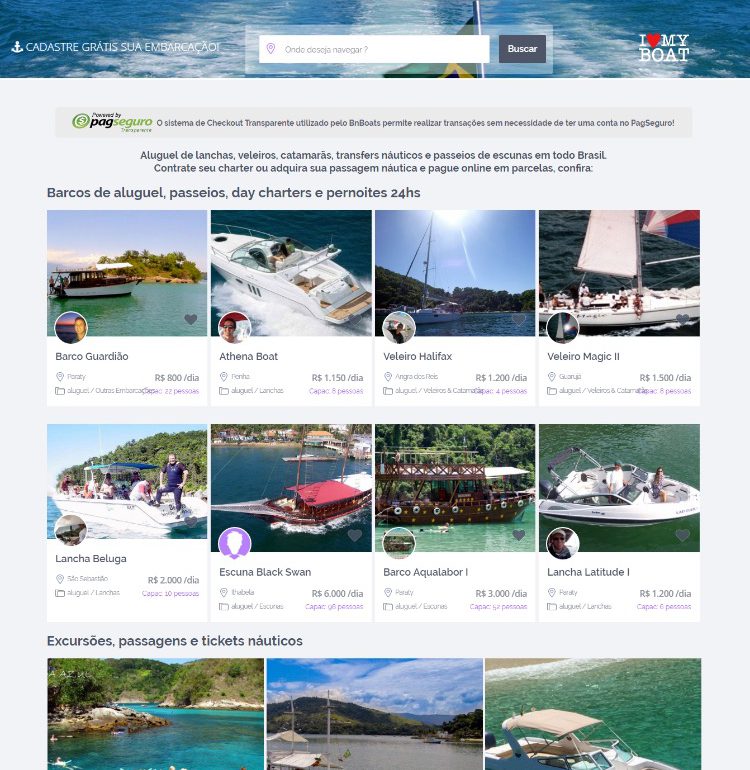 CADASTRE GRÁTIS SUA EMBARCAÇÃO!
Onde deseja navegar ?
Buscar
I MY
BOAT
Powered by
pagseguro
Transparente
O sistema de Checkout Transparente utilizado pelo BnBoats permite realizar transações sem necessidade de ter uma conta no PagSeguro!
Aluguel de lanchas, veleiros, catamarãs, transfers náuticos e passeios de escunas em todo Brasil.
Contrate seu charter ou adquira sua passagem náutica e pague online em parcelas, confira:
Barcos de aluguel, passeios, day charters e pernoites 24hs
Barco Guardião
Paraty
R$ 800 /dia
aluguel / Outras Embarcações
Capac: 22 pessoas
Athena Boat
Penha
R$ 1.150 /dia
aluguel / Lanchas
Capac: 8 pessoas
Veleiro Halifax
Angra dos Reis
R$ 1.200 /dia
aluguel / Veleiros & Catamarãs
Capac: 4 pessoas
Veleiro Magic II
Guarujá
R$ 1.500 /dia
aluguel / Veleiros & Catamarãs
Capac: 8 pessoas
Lancha Beluga
São Sebastião
R$ 2.000 /dia
aluguel / Lanchas
Capac: 10 pessoas
Escuna Black Swan
Ilhabela
R$ 6.000 /dia
aluguel / Escunas
Capac: 96 pessoas
Barco Aqualabor I
Paraty
R$ 3.000 /dia
aluguel / Escunas
Capac: 52 pessoas
Lancha Latitude I
Paraty
R$ 1.200 /dia
aluguel / Lanchas
Capac: 6 pessoas
Excursões, passagens e tickets náuticos